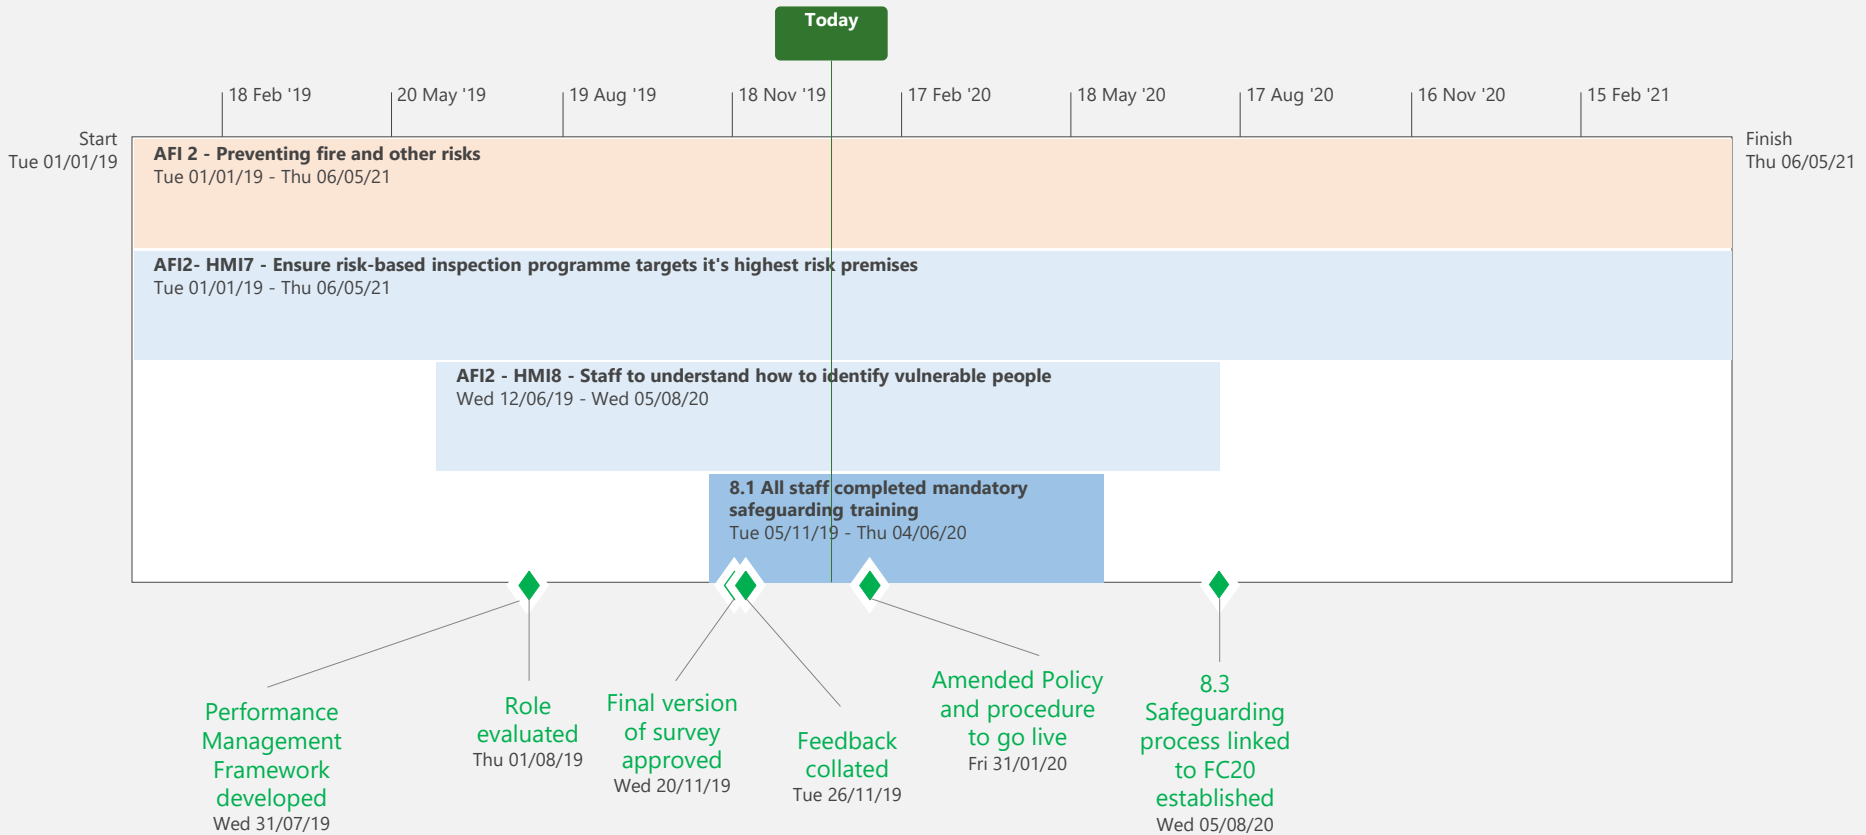 Today
18 Feb '19
20 May '19
19 Aug '19
18 Nov '19
17 Feb '20
18 May '20
17 Aug '20
16 Nov '20
15 Feb '21
Start
Tue 01/01/19
Finish
Thu 06/05/21
AFI 2 - Preventing fire and other risks
Tue 01/01/19 - Thu 06/05/21
AFI2- HMI7 - Ensure risk-based inspection programme targets it's highest risk premises
Tue 01/01/19 - Thu 06/05/21
AFI2 - HMI8 - Staff to understand how to identify vulnerable people
Wed 12/06/19 - Wed 05/08/20
8.1 All staff completed mandatory
safeguarding training
Tue 05/11/19 - Thu 04/06/20
Performance
Management
Framework
developed
Wed 31/07/19
Role
evaluated
Thu 01/08/19
Final version
of survey
approved
Wed 20/11/19
Feedback
collated
Tue 26/11/19
Amended Policy
and procedure
to go live
Fri 31/01/20
8.3
Safeguarding
process linked
to FC20
established
Wed 05/08/20